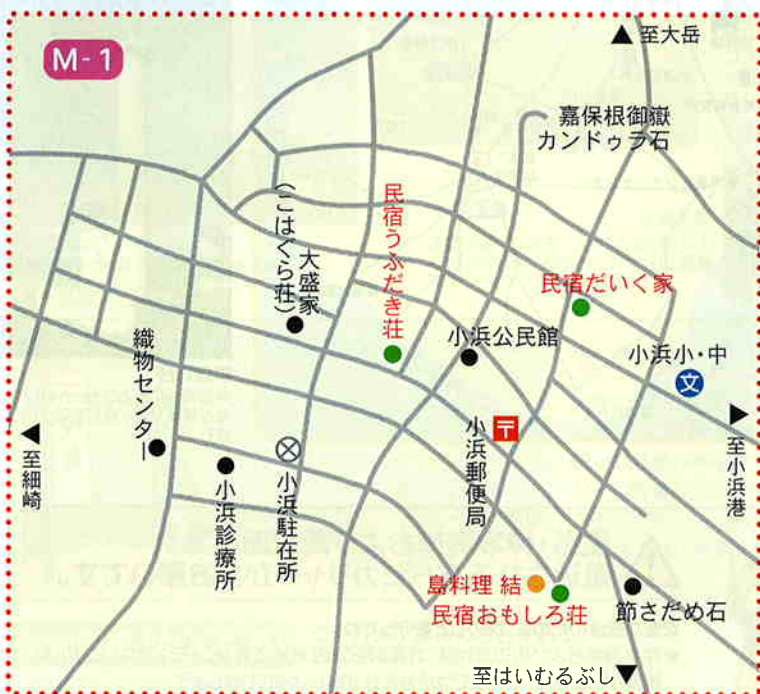 M-1
至大岳
嘉保根御嶽
カンドゥラ石
民宿うふだき荘
大盛家
（こはぐら荘）
民宿だいく家
小浜公民館
小浜小・中
文
織物センター
〒
小浜郵便局
至小浜港
至細崎
小浜診療所
小浜駐在所
島料理 結
民宿おもしろ荘
節さだめ石
至はいむるぶし